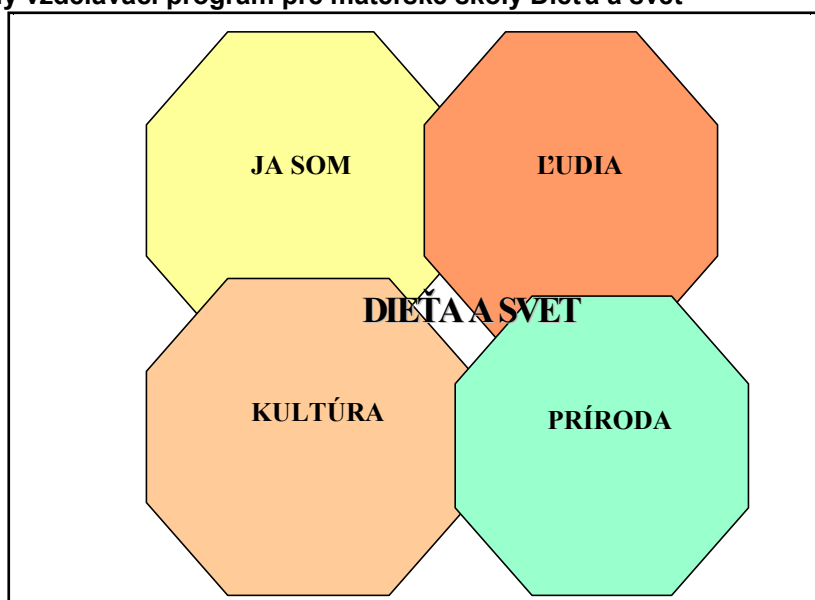 vzdelávací program pre materské školy Dieťa a svet
JA SOM
ĽUDIA
DIEŤA A SVET
KULTÚRA
PRÍRODA